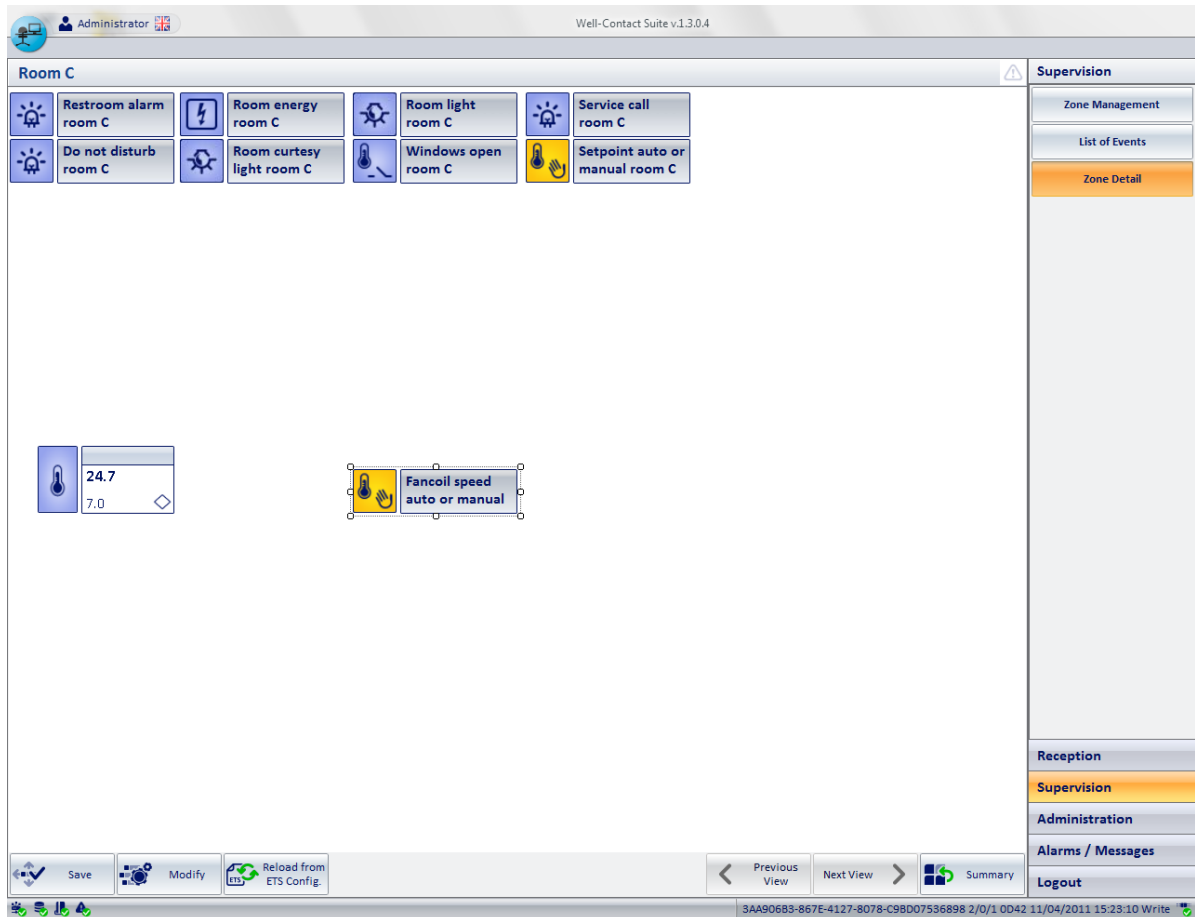 Administrator
Well-Contact Suite v.1.3.0.4
Room C
Supervision
Restroom alarm
room C
Room energy
room C
Room light
room C
Service call
room C
Do not disturb
room C
Room curtesy
light room C
Windows open
room C
Setpoint auto or
manual room C
Zone Management
List of Events
Zone Detail
24.7
7.0
Fancoil speed
auto or manual
Reception
Supervision
Administration
Alarms / Messages
Logout
Save
Modify
ETS
Reload from
ETS Config.
Previous
View
Next View
Summary
3AA906B3-867E-4127-8078-C9BD07536898 2/0/1 0D42 11/04/2011 15:23:10 Write